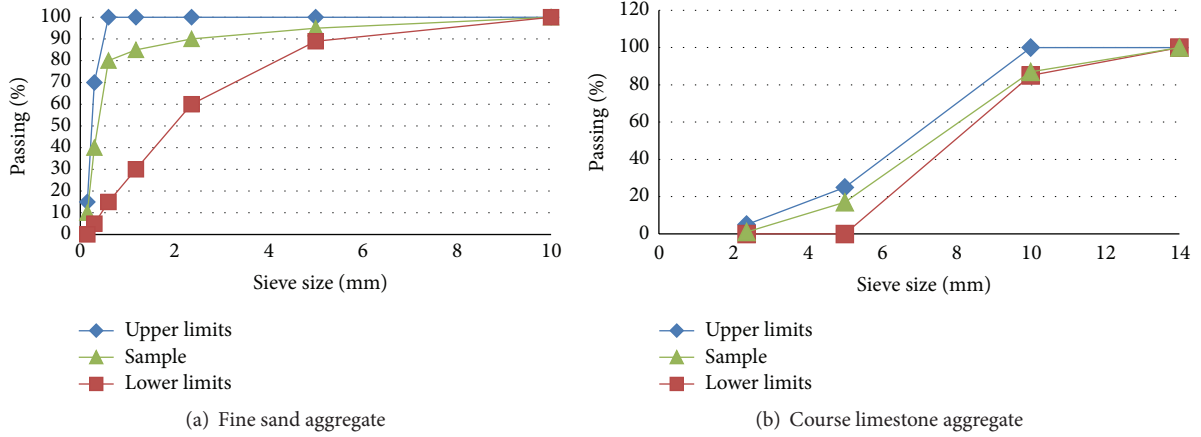 100
90
80
70
60
50
40
30
20
10
0
Passing (%)
0 2 4 6 8 10
Sieve size (mm)
Upper limits
Sample
Lower limits
(a) Fine sand aggregate
120
100
80
60
40
20
0
Passing (%)
0 2 4 6 8 10 12 14
Sieve size (mm)
Upper limits
Sample
Lower limits
(b) Course limestone aggregate